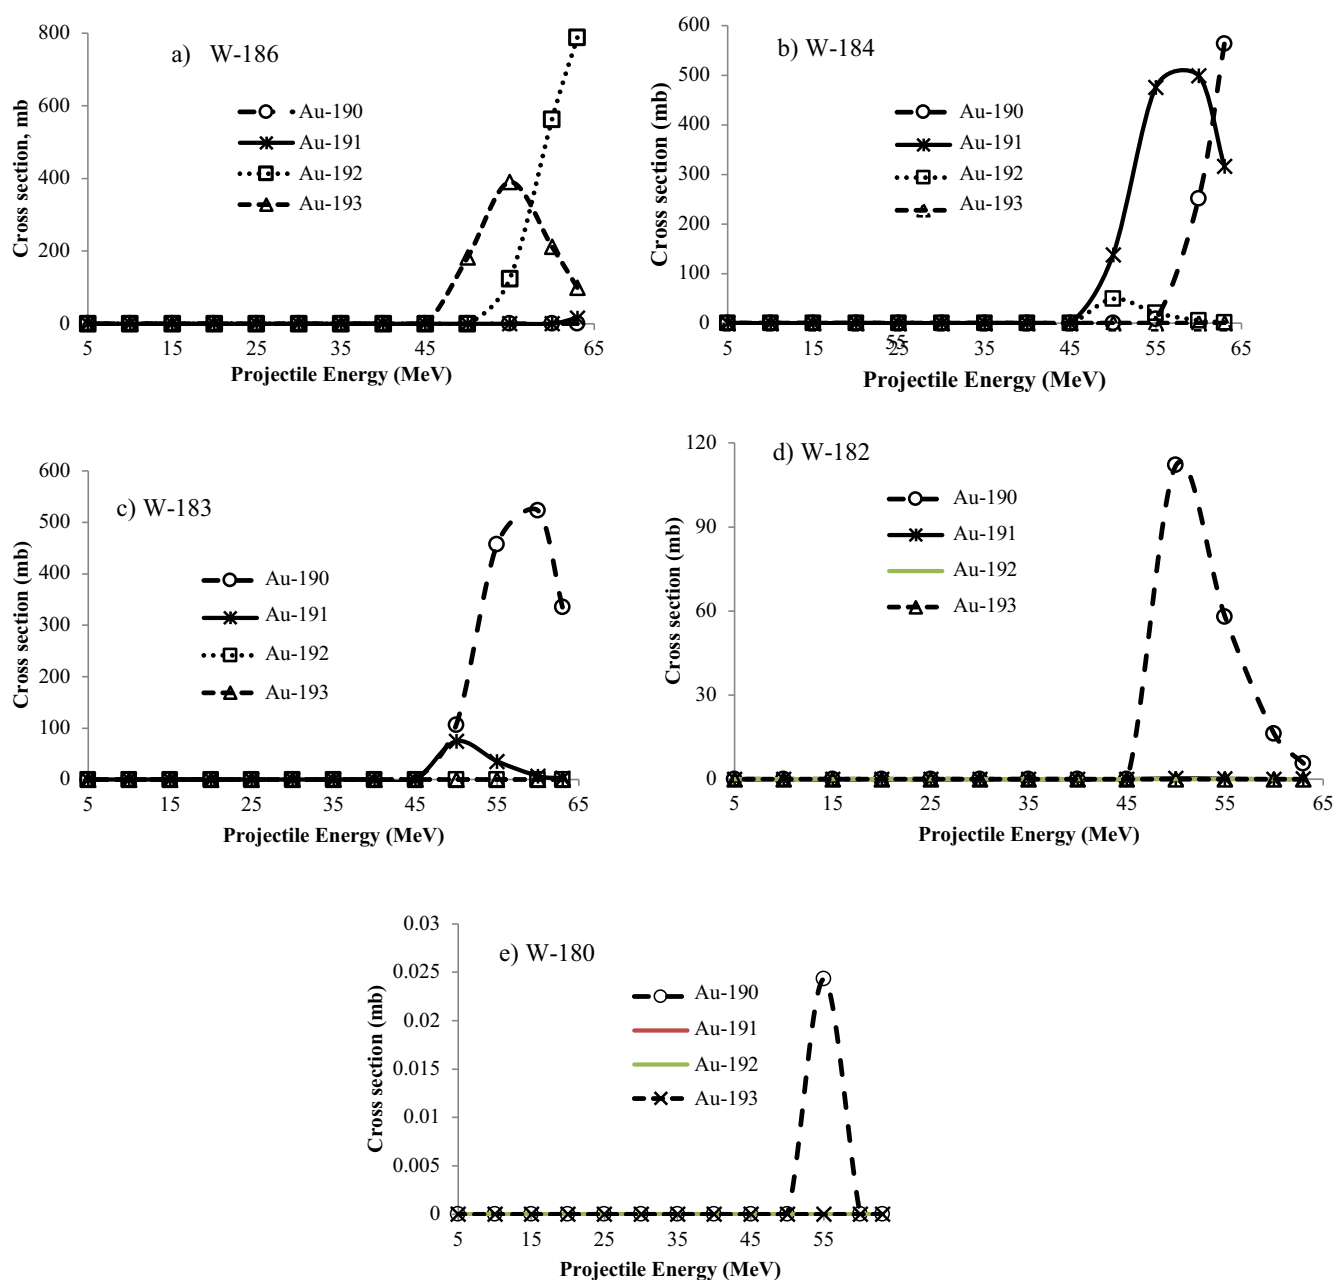 a) W-186
Cross section, mb
800
600
400
200
0
Au-190
Au-191
Au-192
Au-193
5 15 25 35 45 55 65
Projectile Energy (MeV)
b) W-184
Cross section (mb)
600
500
400
300
200
100
0
Au-190
Au-191
Au-192
Au-193
5 15 25 35 45 55 65
55
Projectile Energy (MeV)
c) W-183
Cross section (mb)
600
500
400
300
200
100
0
Au-190
Au-191
Au-192
Au-193
5 15 25 35 45 55 65
Projectile Energy (MeV)
d) W-182
Cross section (mb)
120
90
60
30
0
Au-190
Au-191
Au-192
Au-193
5 15 25 35 45 55 65
Projectile Energy (MeV)
e) W-180
Cross section (mb)
0.03
0.025
0.02
0.015
0.01
0.005
0
Au-190
Au-191
Au-192
Au-193
5 15 25 35 45 55
Projectile Energy (MeV)